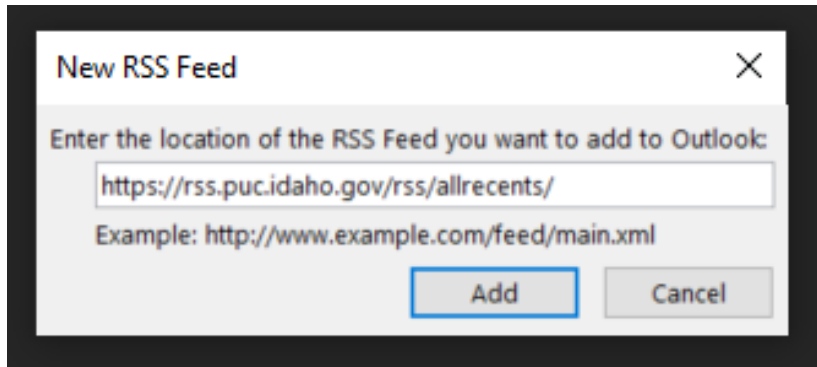 New RSS Feed
Enter the location of the RSS Feed you want to add to Outlook:
https://rss.puc.idaho.gov/rss/allrecents/
Example: http://www.example.com/feed/main.xml
Add Cancel